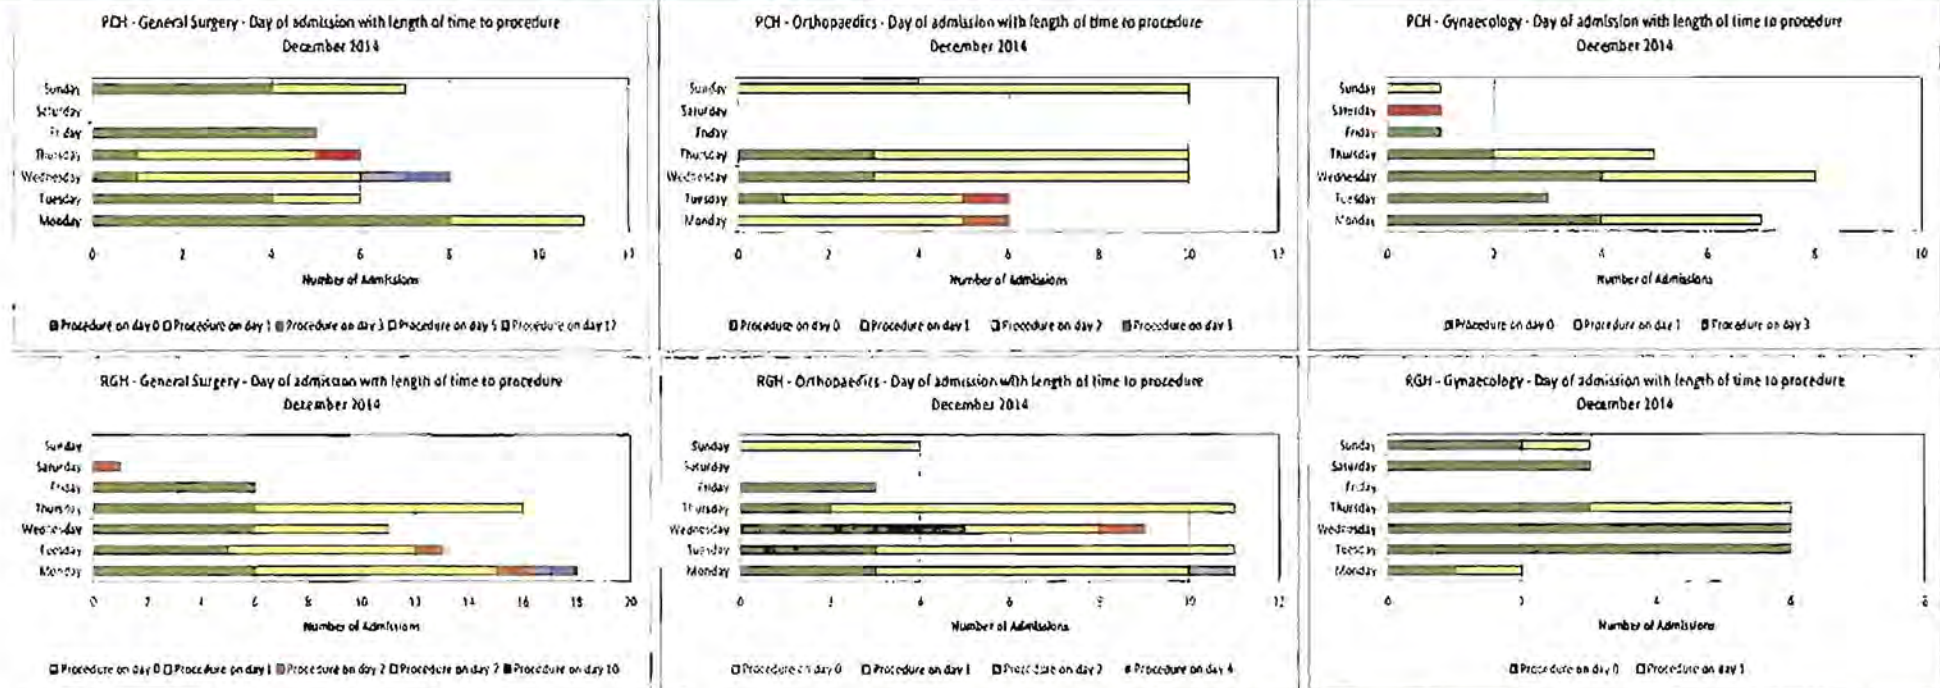 PCH - General Surgery - Day of admission with length of time to procedure
December 2014
Sunday
Saturday
Friday
Thursday
Wednesday
Tuesday
Monday
0 2 4 6 8 10
Number of Admissions
Procedure on day 0 Procedure on day 1 Procedure on day 3 Procedure on day 5 Procedure on day 12
PCH - Orthopaedics - Day of admission with length of time to procedure
December 2014
Sunday
Saturday
Friday
Thursday
Wednesday
Tuesday
Monday
0 2 4 6 8 10 12
Number of Admissions
Procedure on day 0 Procedure on day 1 Procedure on day 2 Procedure on day
PCH - Gynaecology - Day of admission with length of time to procedure
December 2014
Sunday
Saturday
Friday
Thursday
Wednesday
Tuesday
Monday
0 2 4 6 8 10
Number of Admissions
Procedure on day 0 Procedure on day 1 Procedure on day 3
RGH - General Surgery - Day of admission with length of time to procedure
December 2014
Sunday
Saturday
Friday
Thursday
Wednesday
Tuesday
Monday
0 2 4 6 8 10 12 14 16 18 20
Number of Admissions
Procedure on day 0 Procedure on day 1 Procedure on day 2 Procedure on day 7 Procedure on day 10
RGH - Orthopaedics - Day of admission with length of time to procedure
December 2014
Sunday
Saturday
Friday
Thursday
Wednesday
Tuesday
Monday
0 2 4 6 8 10 12
Number of Admissions
Procedure on day 0 Procedure on day 1 Procedure on day 2 Procedure on day 4
RGH - Gynaecology - Day of admission with length of time to procedure
December 2014
Sunday
Saturday
Friday
Thursday
Wednesday
Tuesday
Monday
0 2 4 6 8
Number of Admissions
Procedure on day 0 Procedure on day 1